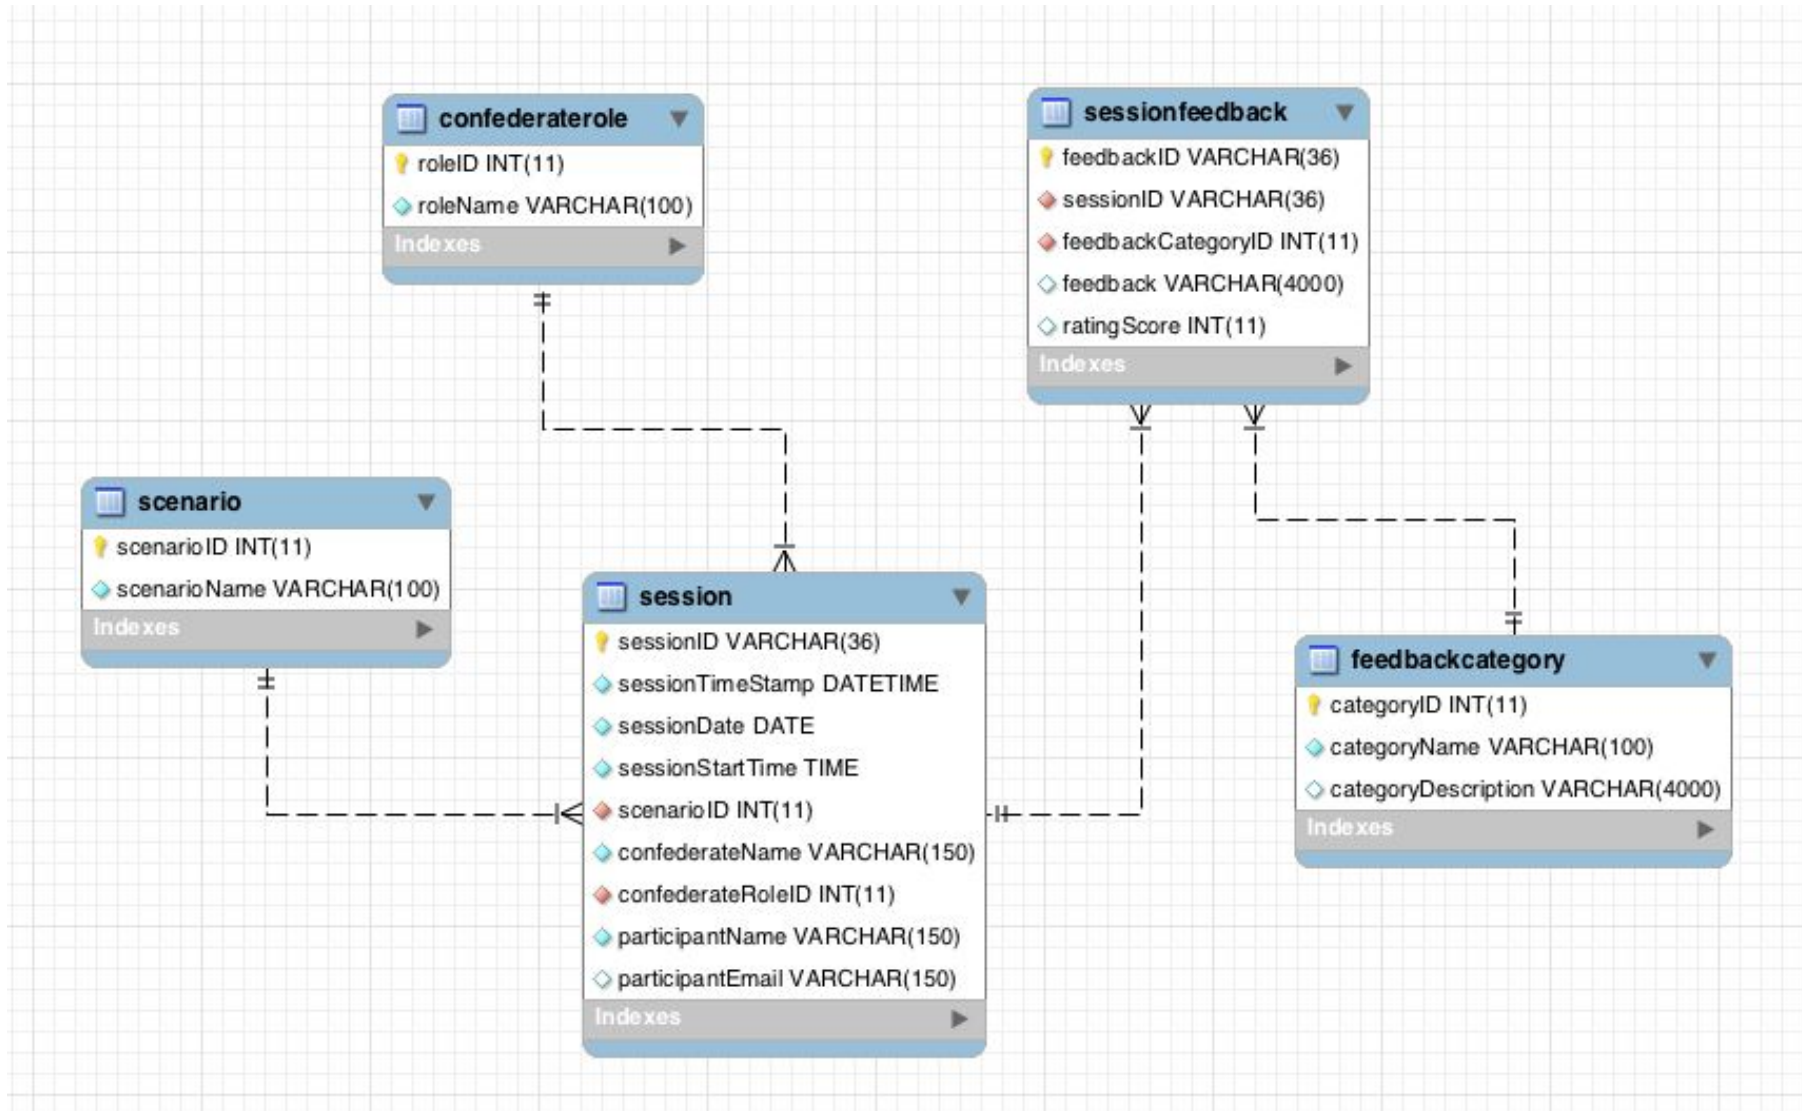 confederaterole
roleID INT(11)
roleName VARCHAR(100)
Indexes
sessionfeedback
feedbackID VARCHAR(36)
sessionID VARCHAR(36)
feedbackCategoryID INT(11)
feedback VARCHAR(4000)
ratingScore INT(11)
Indexes
scenario
scenarioID INT(11)
scenarioName VARCHAR(100)
Indexes
session
sessionID VARCHAR(36)
sessionTimeStamp DATETIME
sessionDate DATE
sessionStartTime TIME
scenarioID INT(11)
confederateName VARCHAR(150)
confederateRoleID INT(11)
participantName VARCHAR(150)
participantEmail VARCHAR(150)
Indexes
feedbackcategory
categoryID INT(11)
categoryName VARCHAR(100)
categoryDescription VARCHAR(4000)
Indexes